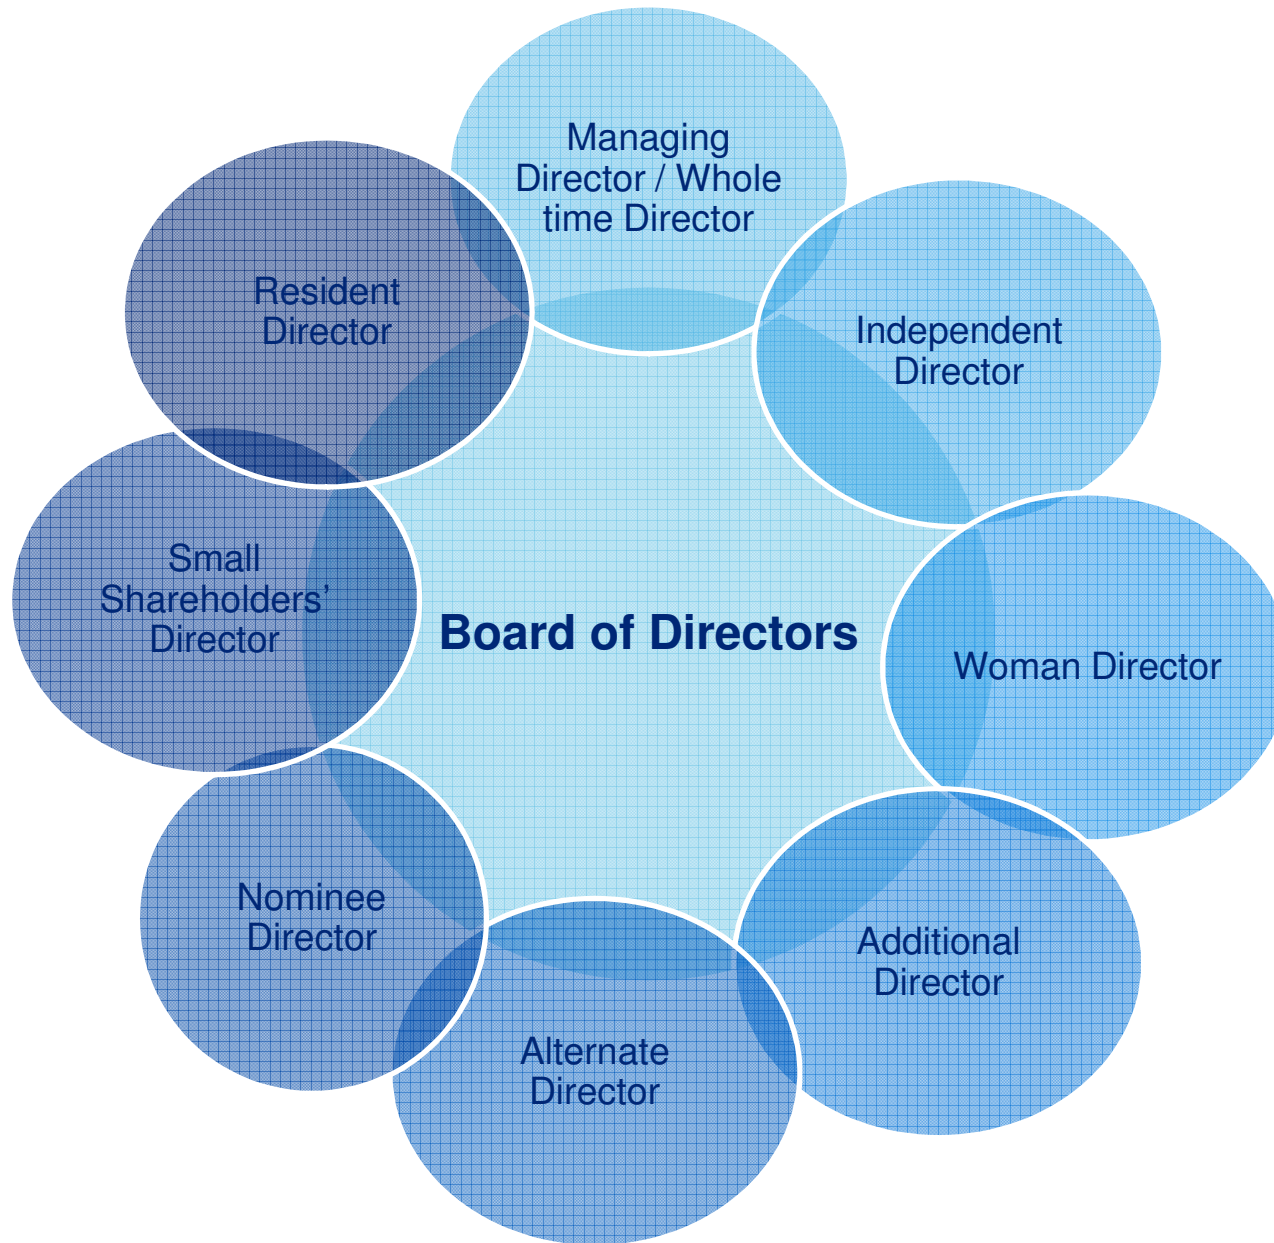 Managing
Director / Whole
time Director
Resident
Director
Independent
Director
Small
Shareholders’
Director
Board of Directors
Woman Director
Nominee
Director
Additional
Director
Alternate
Director